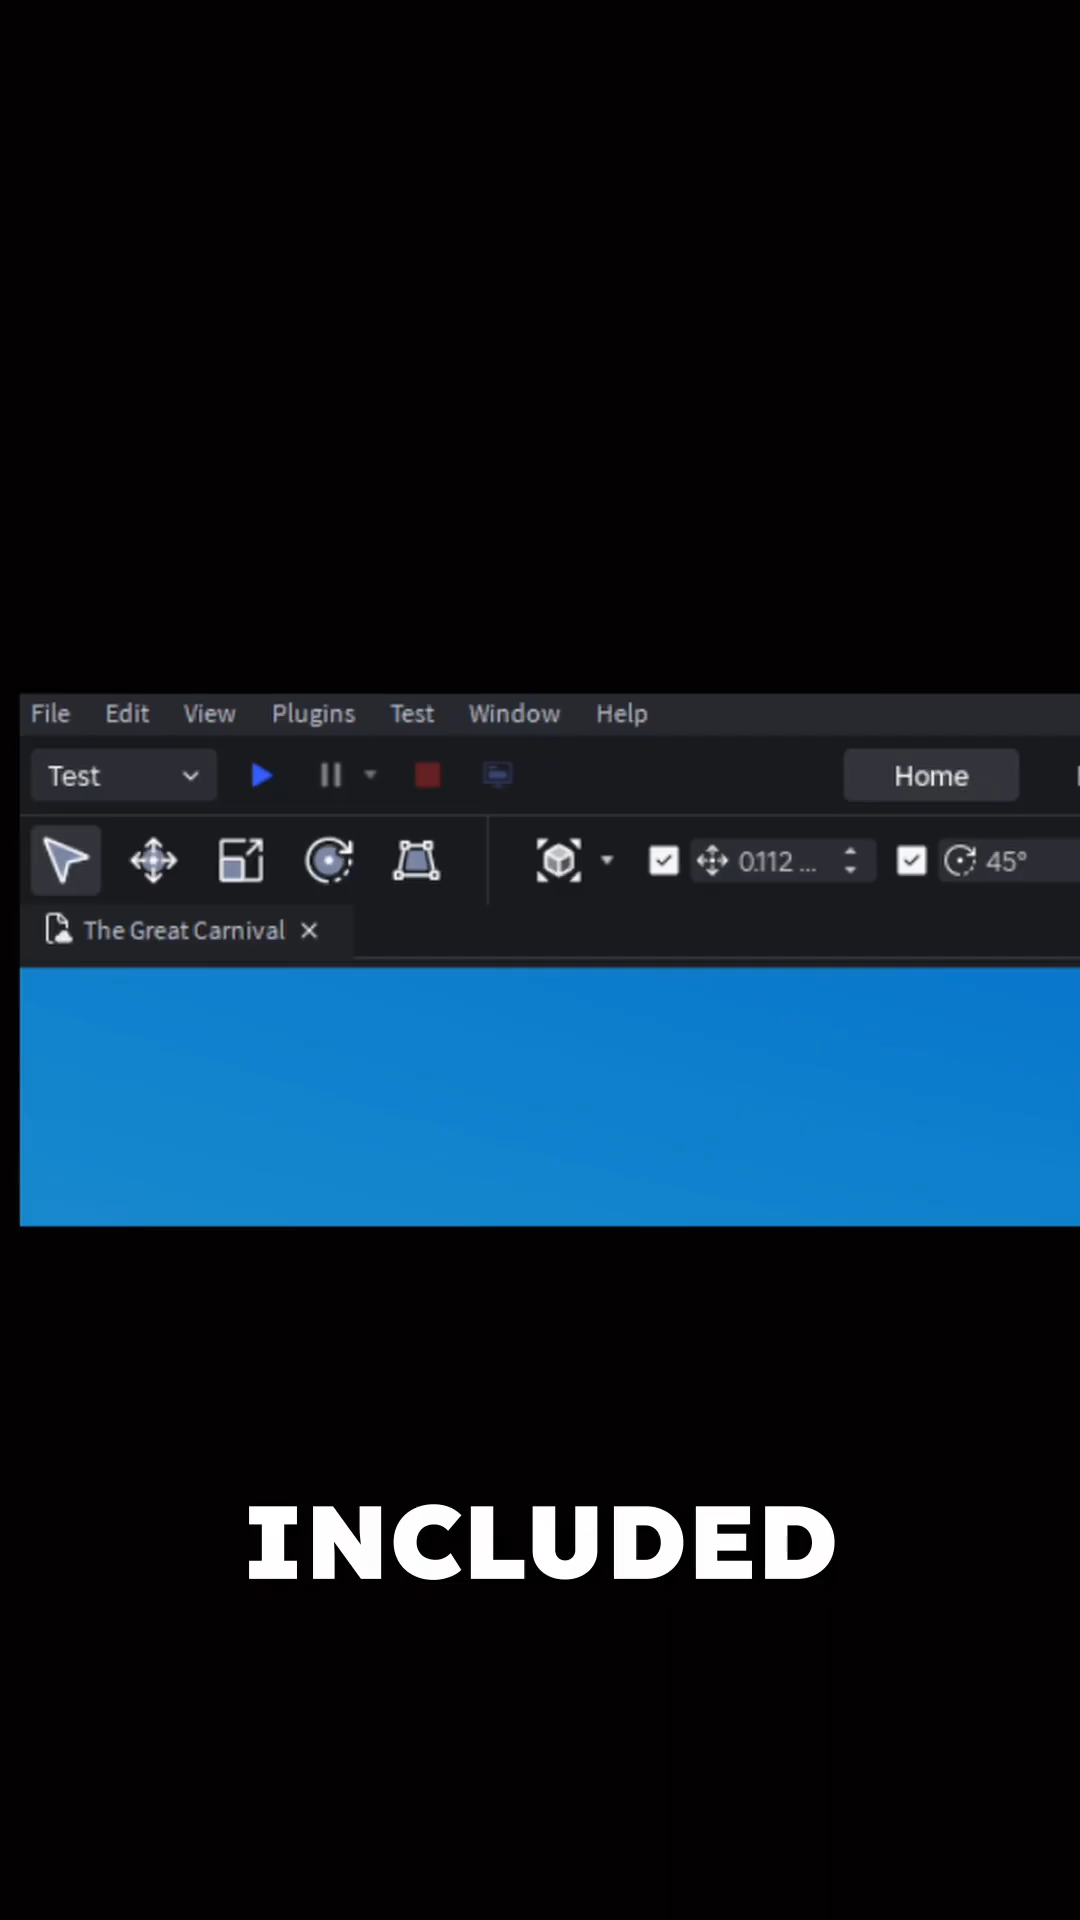 File Edit View Plugins Test Window Help
Test Home
0.112 ... 45°
The Great Carnival
INCLUDED